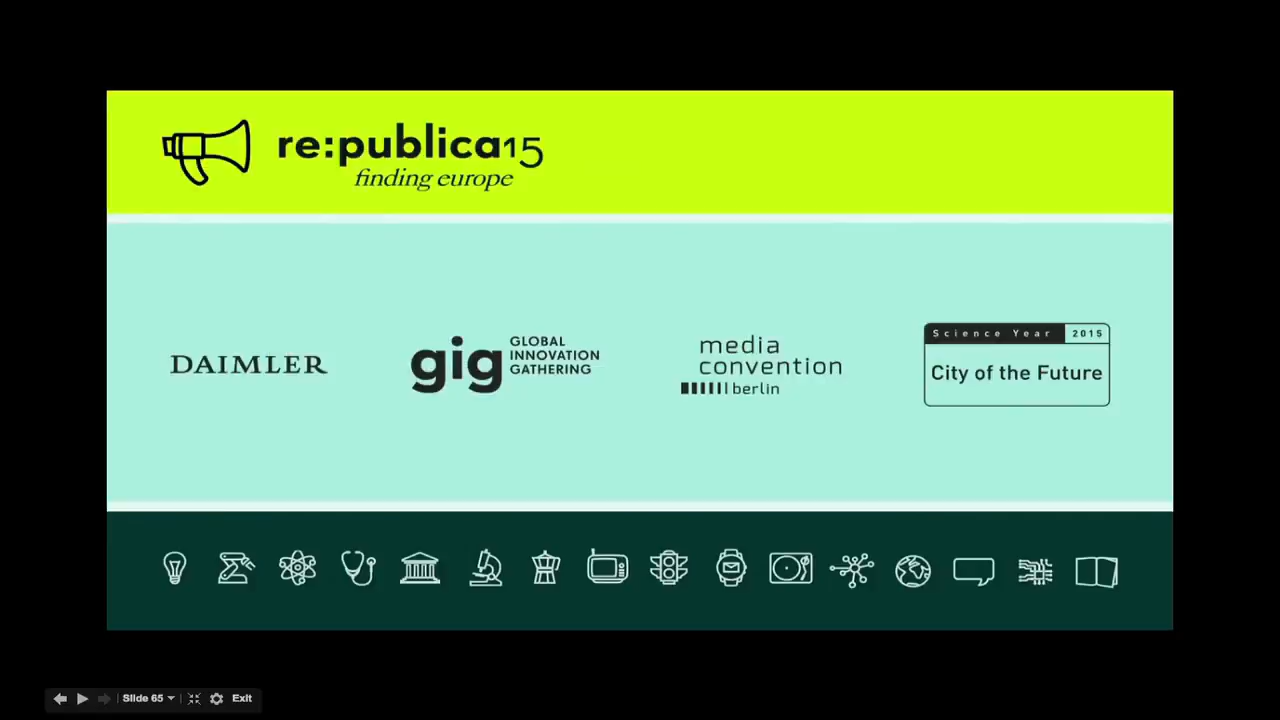 re:publica15
finding europe
DAIMLER
gig
GLOBAL
INNOVATION
GATHERING
media
convention
berlin
Science Year 2015
City of the Future
Slide 65
Exit